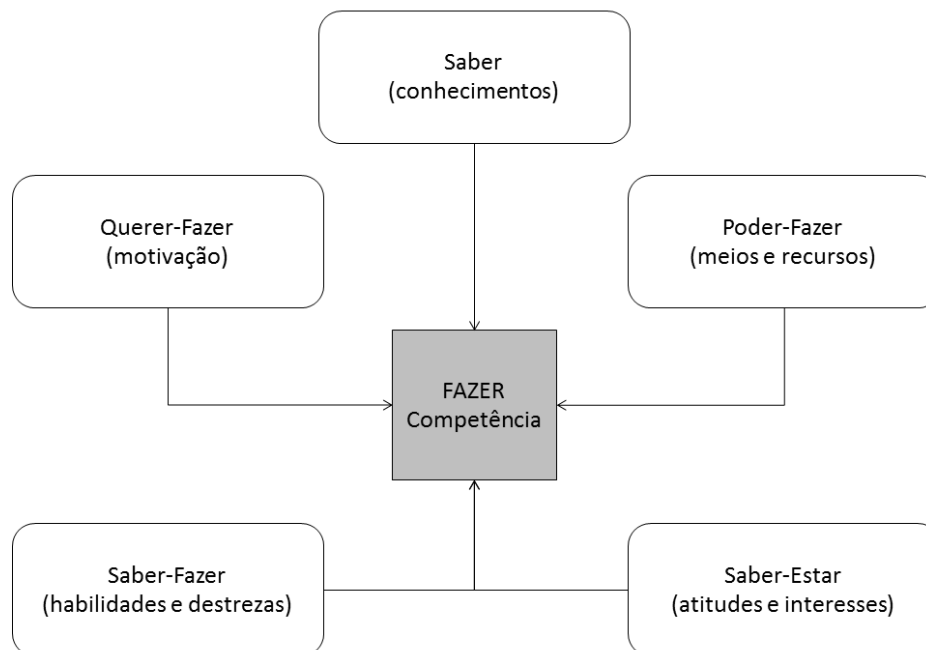 Saber
(conhecimentos)
Querer-Fazer
(motivação)
Poder-Fazer
(meios e recursos)
FAZER
Competência
Saber-Fazer
(habilidades e destrezas)
Saber-Estar
(atitudes e interesses)